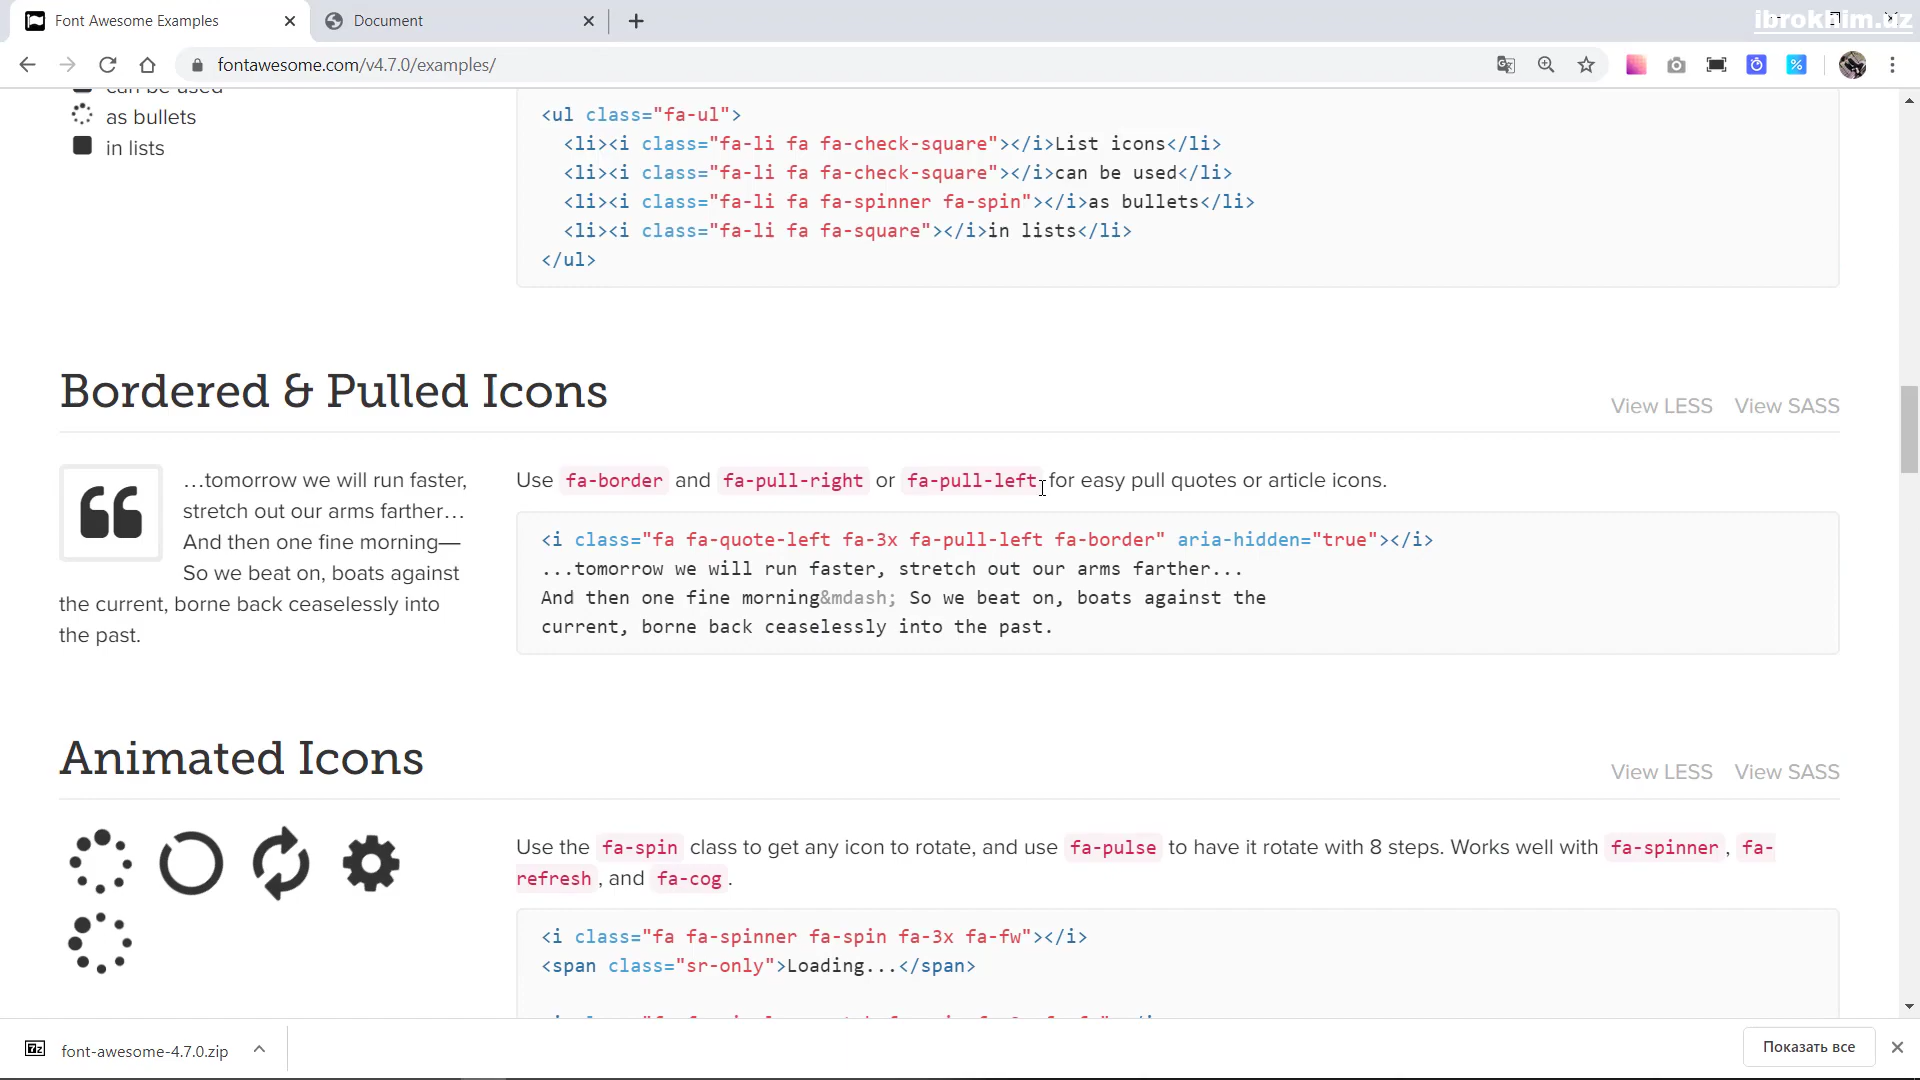 Font Awesome Examples
Document
ibrokhim.uz
fontawesome.com/v4.7.0/examples/
can be used
as bullets
in lists
<ul class="fa-ul">
<li><i class="fa-li fa fa-check-square"></i>List icons</li>
<li><i class="fa-li fa fa-check-square"></i>can be used</li>
<li><i class="fa-li fa fa-spinner fa-spin"></i>as bullets</li>
<li><i class="fa-li fa fa-square"></i>in lists</li>
</ul>
Bordered & Pulled Icons
View LESS View SASS
…tomorrow we will run faster,
stretch out our arms farther…
And then one fine morning—
So we beat on, boats against
the current, borne back ceaselessly into
the past.
Use fa-border and fa-pull-right or fa-pull-left for easy pull quotes or article icons.
<i class="fa fa-quote-left fa-3x fa-pull-left fa-border" aria-hidden="true"></i>
...tomorrow we will run faster, stretch out our arms farther...
And then one fine morning&mdash; So we beat on, boats against the
current, borne back ceaselessly into the past.
Animated Icons
View LESS View SASS
Use the fa-spin class to get any icon to rotate, and use fa-pulse to have it rotate with 8 steps. Works well with fa-spinner , fa-
refresh , and fa-cog .
<i class="fa fa-spinner fa-spin fa-3x fa-fw"></i>
<span class="sr-only">Loading...</span>
font-awesome-4.7.0.zip
Показать все